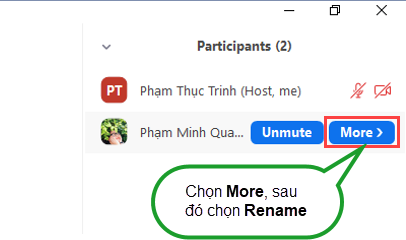 Participants (2)
PT Phạm Thục Trinh (Host, me)
Phạm Minh Qua... Unmute More >
Chọn More, sau
đó chọn Rename